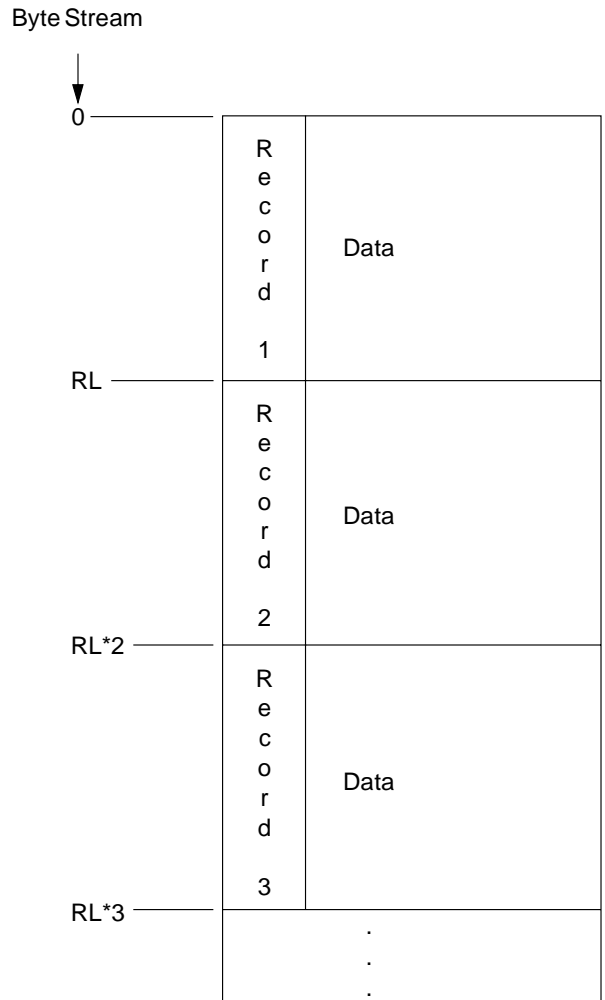 Byte Stream
0
Record 1
Data
RL
Record 2
Data
RL*2
Record 3
Data
RL*3
.
.
.